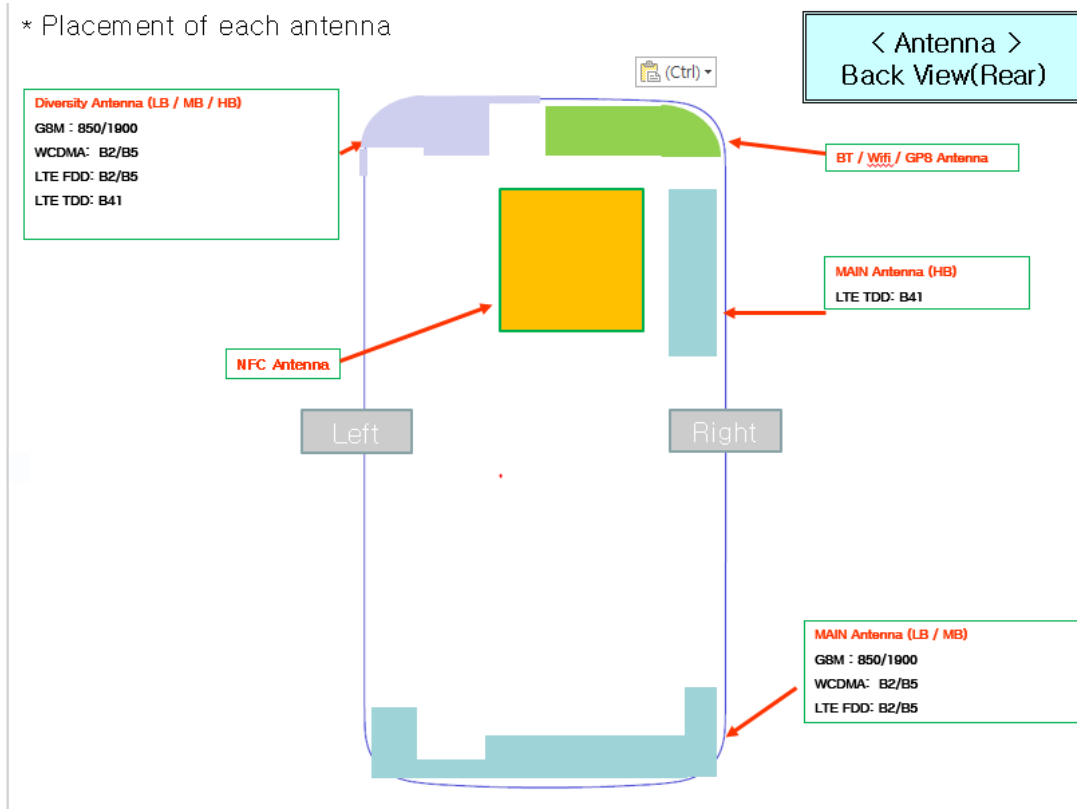 * Placement of each antenna
< Antenna >
Back View(Rear)
(Ctrl)
Diversity Antenna (LB / MB / HB)
GSM : 850/1900
WCDMA: B2/B5
LTE FDD: B2/B5
LTE TDD: B41
BT / Wifi / GPS Antenna
MAIN Antenna (HB)
LTE TDD: B41
NFC Antenna
Left
Right
MAIN Antenna (LB / MB)
GSM : 850/1900
WCDMA: B2/B5
LTE FDD: B2/B5